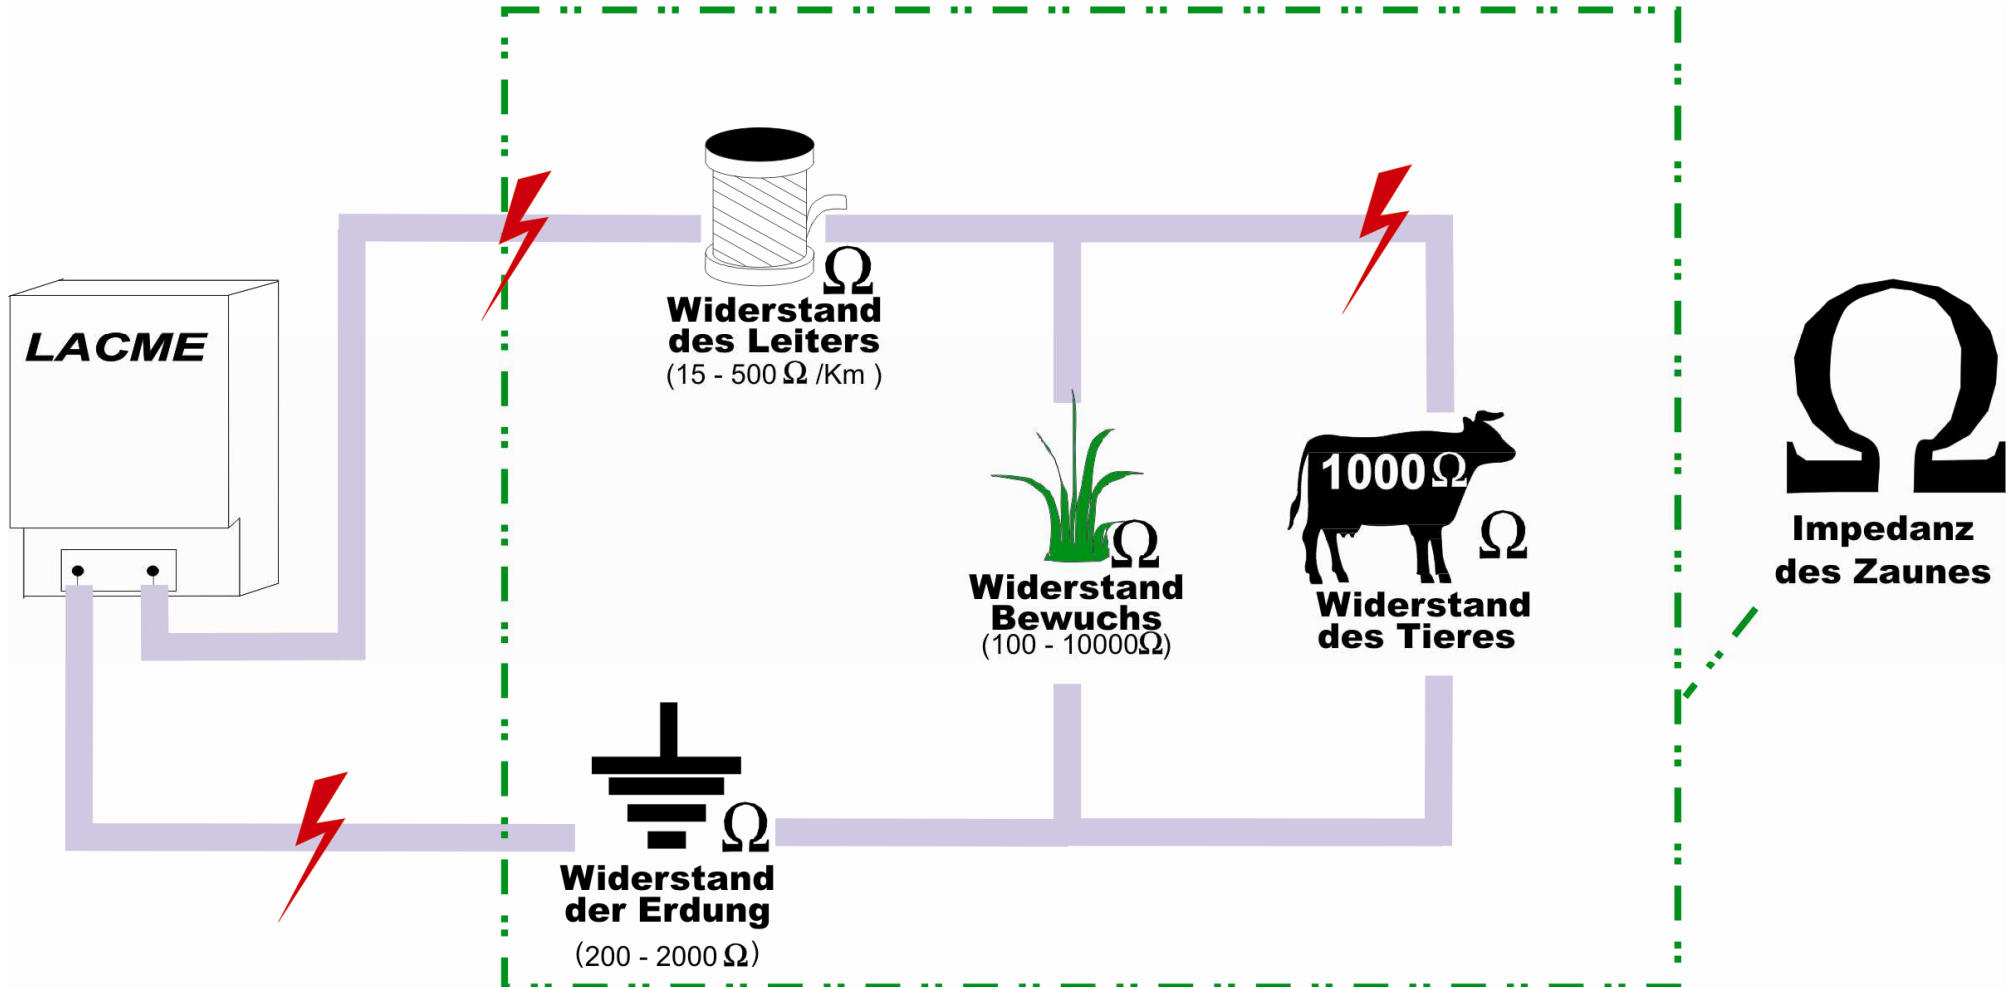 LACME
Ω
Widerstand
des Leiters
(15 - 500 Ω /Km )
1000 Ω
Ω
Widerstand
Bewuchs
(100 - 10000Ω)
Ω
Widerstand
des Tieres
Ω
Widerstand
der Erdung
(200 - 2000 Ω)
Ω
Impedanz
des Zaunes